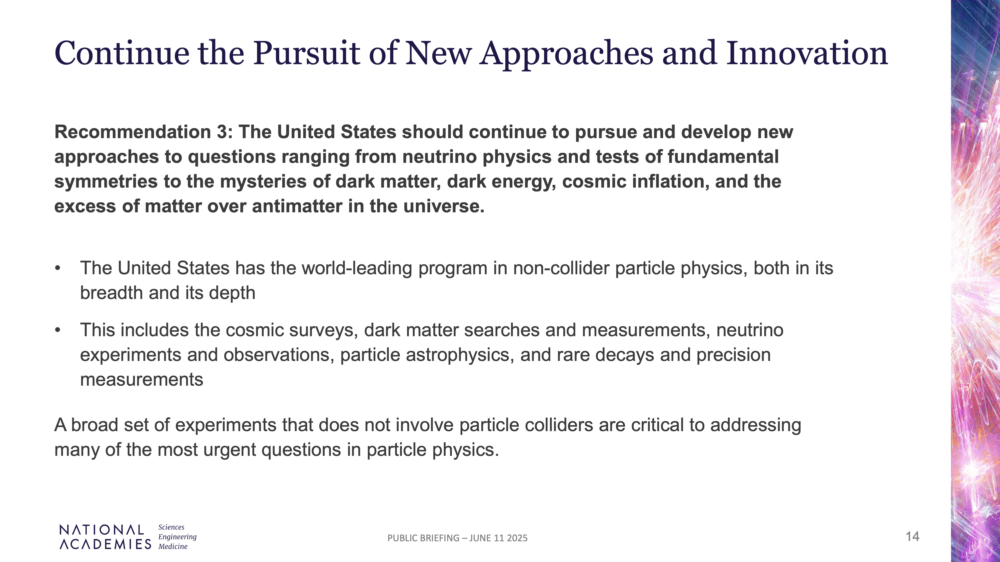 Continue the Pursuit of New Approaches and Innovation
Recommendation 3: The United States should continue to pursue and develop new
approaches to questions ranging from neutrino physics and tests of fundamental
symmetries to the mysteries of dark matter, dark energy, cosmic inflation, and the
excess of matter over antimatter in the universe.
• The United States has the world-leading program in non-collider particle physics, both in its
breadth and its depth
• This includes the cosmic surveys, dark matter searches and measurements, neutrino
experiments and observations, particle astrophysics, and rare decays and precision
measurements
A broad set of experiments that does not involve particle colliders are critical to addressing
many of the most urgent questions in particle physics.
NATIONAL
ACADEMIES
Sciences
Engineering
Medicine
PUBLIC BRIEFING – JUNE 11 2025
14